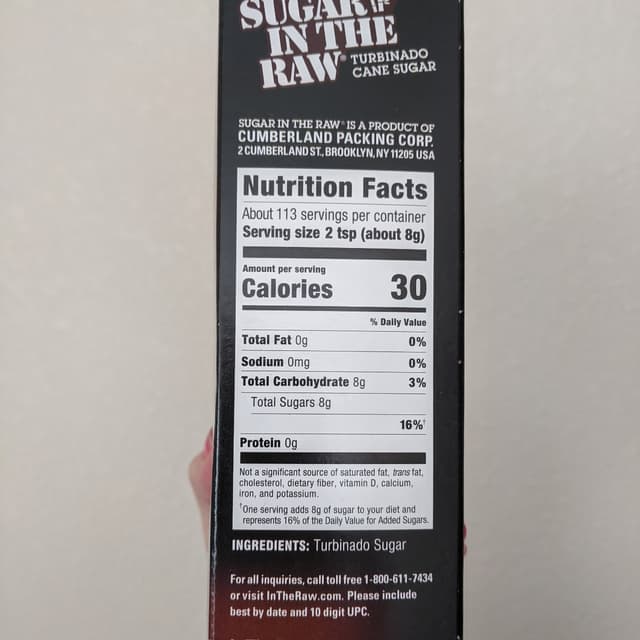 SUGAR
IN THE
RAW® TURBINADO
CANE SUGAR
SUGAR IN THE RAW® IS A PRODUCT OF
CUMBERLAND PACKING CORP.
2 CUMBERLAND ST., BROOKLYN, NY 11205 USA
Nutrition Facts
About 113 servings per container
Serving size 2 tsp (about 8g)
Amount per serving
Calories 30
% Daily Value
Total Fat 0g 0%
Sodium 0mg 0%
Total Carbohydrate 8g 3%
Total Sugars 8g
16%†
Protein 0g
Not a significant source of saturated fat, trans fat,
cholesterol, dietary fiber, vitamin D, calcium,
iron, and potassium.
†One serving adds 8g of sugar to your diet and
represents 16% of the Daily Value for Added Sugars.
INGREDIENTS: Turbinado Sugar
For all inquiries, call toll free 1-800-611-7434
or visit InTheRaw.com. Please include
best by date and 10 digit UPC.